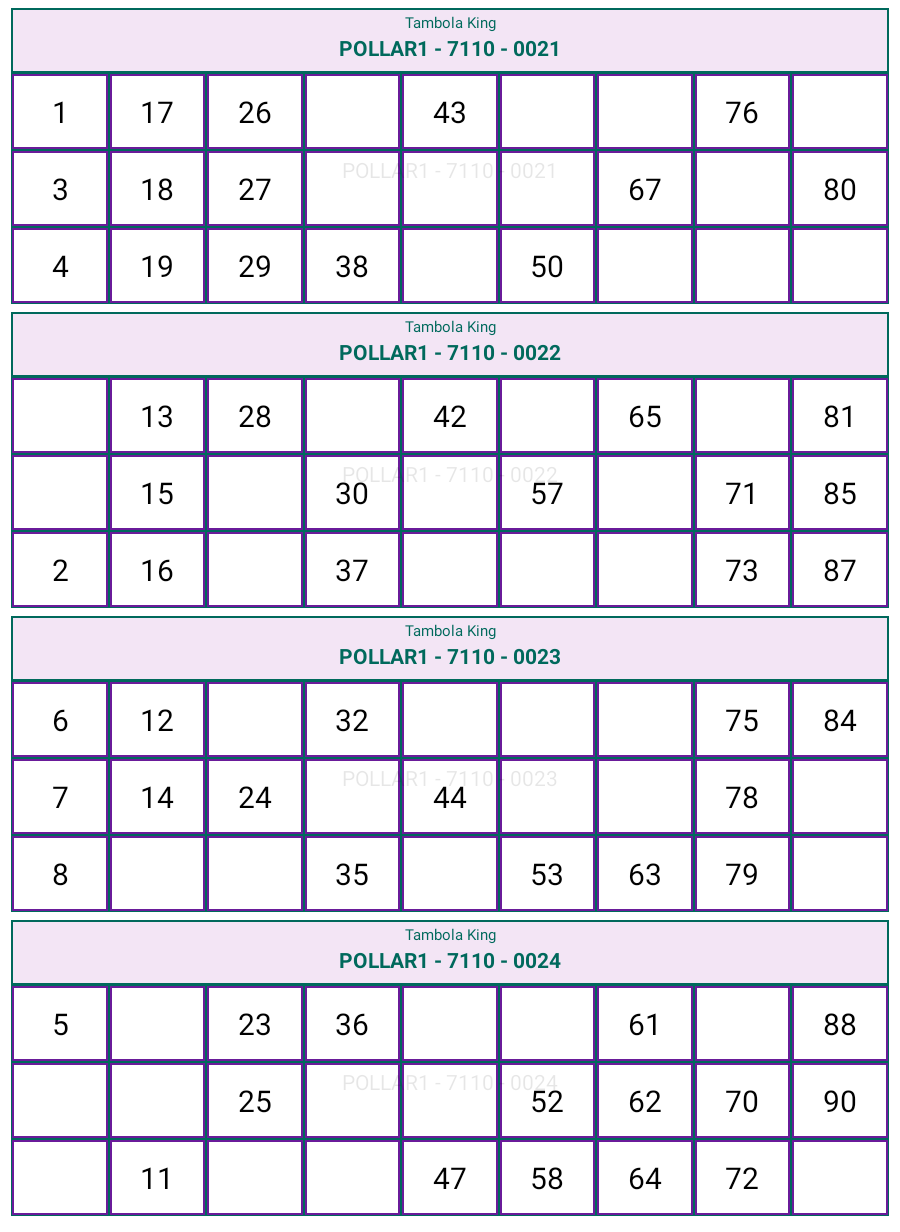 Tambola King
POLLAR1 - 7110 - 0021
1 17 26 43 76
POLLAR1 - 7110 - 0021
3 18 27 67 80
4 19 29 38 50
Tambola King
POLLAR1 - 7110 - 0022
13 28 42 65 81
POLLAR1 - 7110 - 0022
15 30 57 71 85
2 16 37 73 87
Tambola King
POLLAR1 - 7110 - 0023
6 12 32 75 84
POLLAR1 - 7110 - 0023
7 14 24 44 78
8 35 53 63 79
Tambola King
POLLAR1 - 7110 - 0024
5 23 36 61 88
POLLAR1 - 7110 - 0024
25 52 62 70 90
11 47 58 64 72